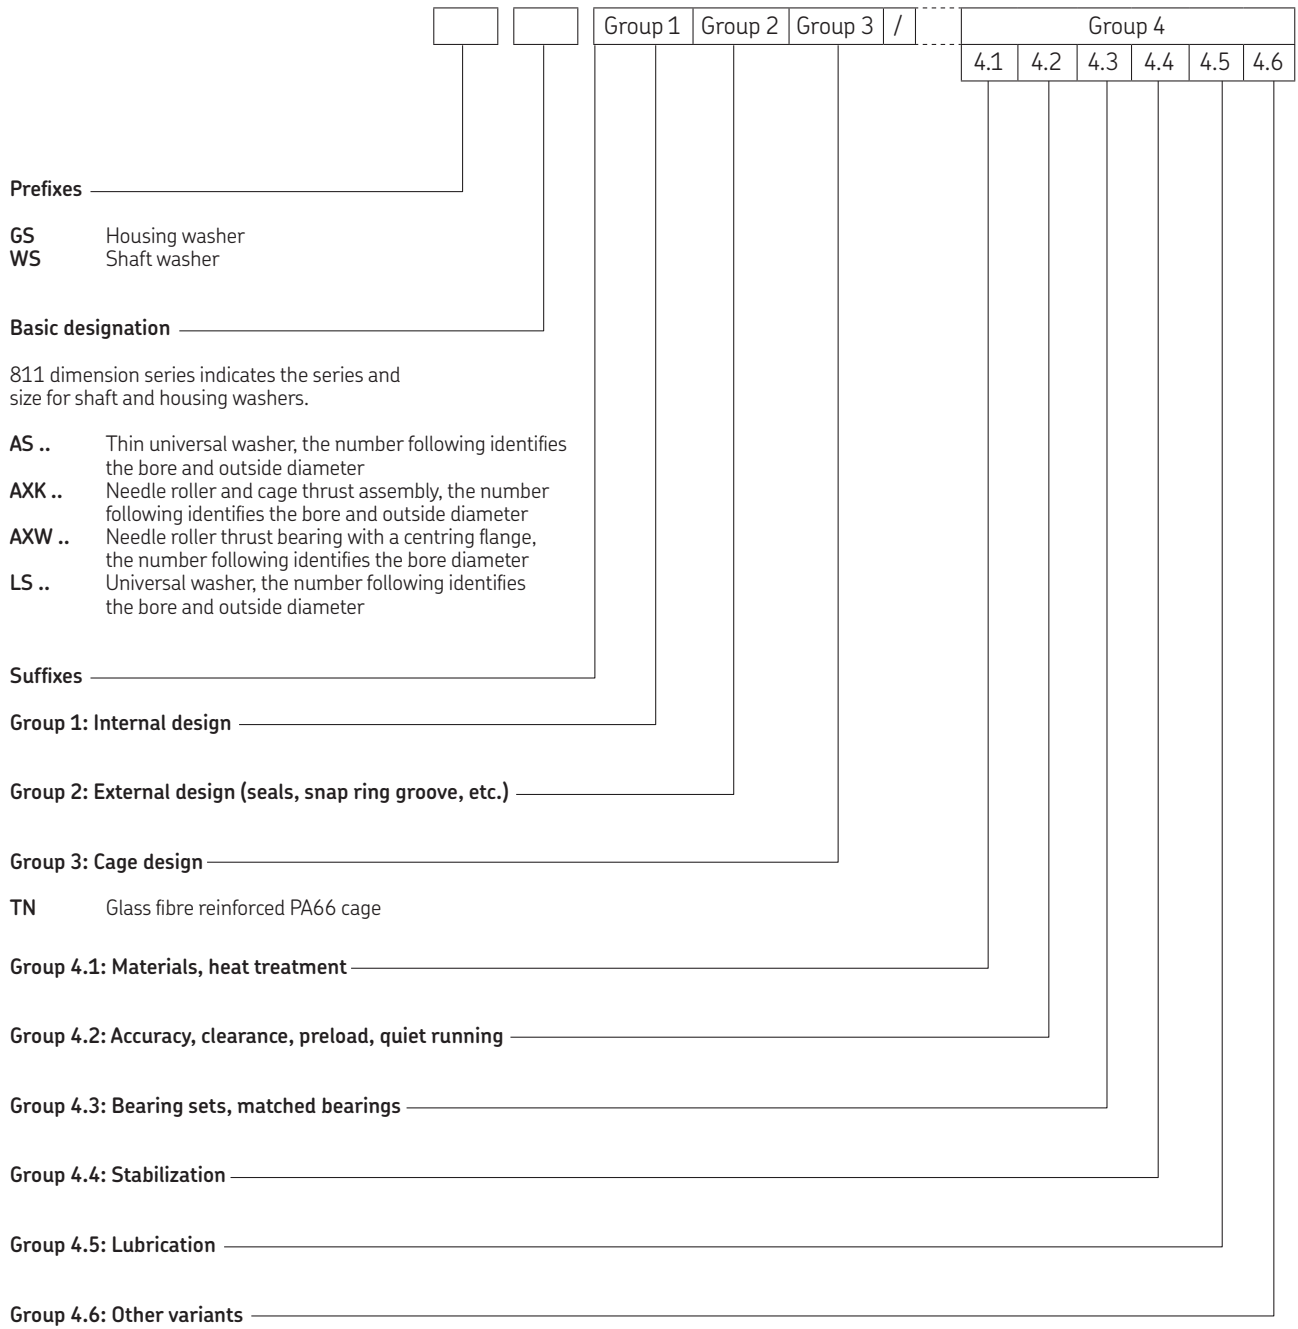 Group 1 Group 2 Group 3 / Group 4
4.1 4.2 4.3 4.4 4.5 4.6
Prefixes
GS Housing washer
WS Shaft washer
Basic designation
811 dimension series indicates the series and
size for shaft and housing washers.
AS .. Thin universal washer, the number following identifies
the bore and outside diameter
AXK .. Needle roller and cage thrust assembly, the number
following identifies the bore and outside diameter
AXW .. Needle roller thrust bearing with a centring flange,
the number following identifies the bore diameter
LS .. Universal washer, the number following identifies
the bore and outside diameter
Suffixes
Group 1: Internal design
Group 2: External design (seals, snap ring groove, etc.)
Group 3: Cage design
TN Glass fibre reinforced PA66 cage
Group 4.1: Materials, heat treatment
Group 4.2: Accuracy, clearance, preload, quiet running
Group 4.3: Bearing sets, matched bearings
Group 4.4: Stabilization
Group 4.5: Lubrication
Group 4.6: Other variants